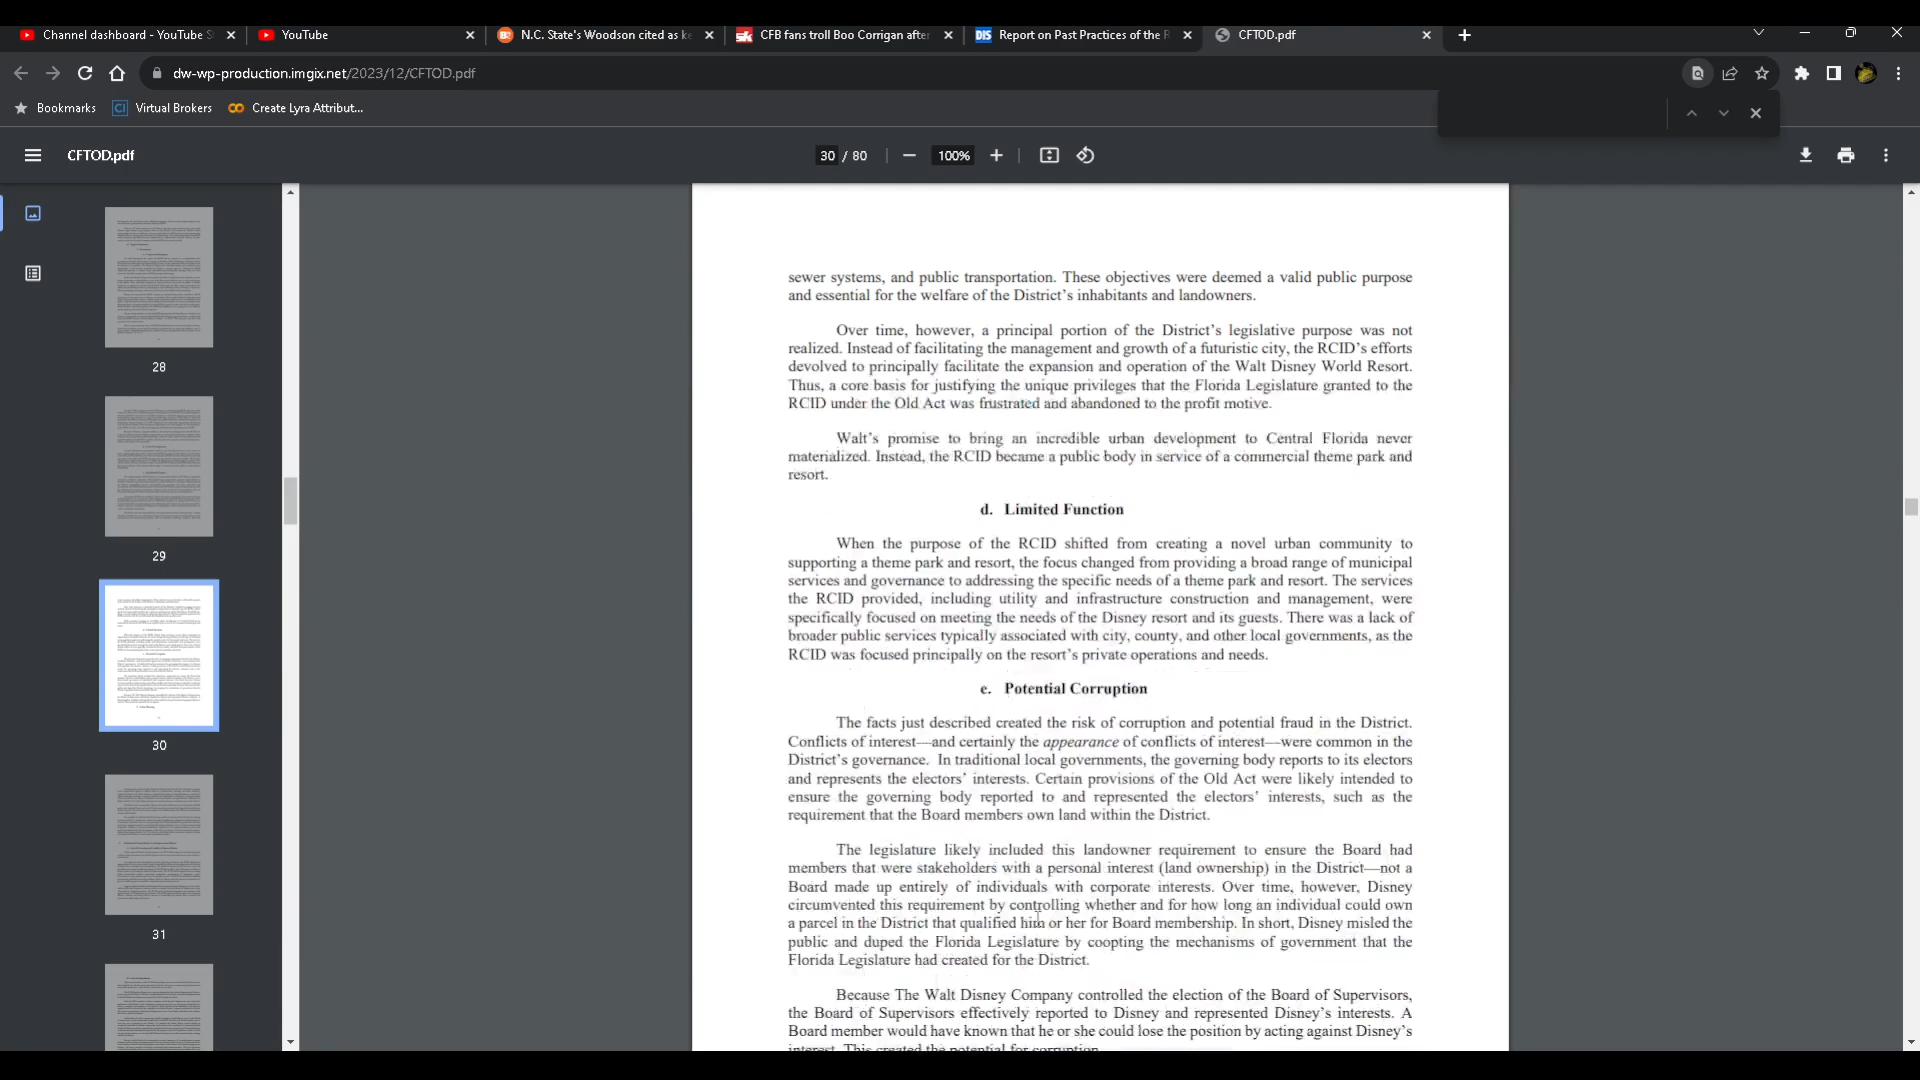 Channel dashboard - YouTube S
YouTube
N.C. State's Woodson cited as ke
CFB fans troll Boo Corrigan after
DIS
Report on Past Practices of the R
CFTOD.pdf
dw-wp-production.imgix.net/2023/12/CFTOD.pdf
Bookmarks
CI
Virtual Brokers
Create Lyra Attribut...
CFTOD.pdf
30 / 80
100%
28
29
30
31
sewer systems, and public transportation. These objectives were deemed a valid public purpose
and essential for the welfare of the District's inhabitants and landowners.
Over time, however, a principal portion of the District's legislative purpose was not
realized. Instead of facilitating the management and growth of a futuristic city, the RCID's efforts
devolved to principally facilitate the expansion and operation of the Walt Disney World Resort.
Thus, a core basis for justifying the unique privileges that the Florida Legislature granted to the
RCID under the Old Act was frustrated and abandoned to the profit motive.
Walt's promise to bring an incredible urban development to Central Florida never
materialized. Instead, the RCID became a public body in service of a commercial theme park and
resort.
d. Limited Function
When the purpose of the RCID shifted from creating a novel urban community to
supporting a theme park and resort, the focus changed from providing a broad range of municipal
services and governance to addressing the specific needs of a theme park and resort. The services
the RCID provided, including utility and infrastructure construction and management, were
specifically focused on meeting the needs of the Disney resort and its guests. There was a lack of
broader public services typically associated with city, county, and other local governments, as the
RCID was focused principally on the resort's private operations and needs.
e. Potential Corruption
The facts just described created the risk of corruption and potential fraud in the District.
Conflicts of interest—and certainly the appearance of conflicts of interest—were common in the
District's governance. In traditional local governments, the governing body reports to its electors
and represents the electors' interests. Certain provisions of the Old Act were likely intended to
ensure the governing body reported to and represented the electors' interests, such as the
requirement that the Board members own land within the District.
The legislature likely included this landowner requirement to ensure the Board had
members that were stakeholders with a personal interest (land ownership) in the District—not a
Board made up entirely of individuals with corporate interests. Over time, however, Disney
circumvented this requirement by controlling whether and for how long an individual could own
a parcel in the District that qualified him or her for Board membership. In short, Disney misled the
public and duped the Florida Legislature by coopting the mechanisms of government that the
Florida Legislature had created for the District.
Because The Walt Disney Company controlled the election of the Board of Supervisors,
the Board of Supervisors effectively reported to Disney and represented Disney's interests. A
Board member would have known that he or she could lose the position by acting against Disney's
interest. This created the potential for corruption.